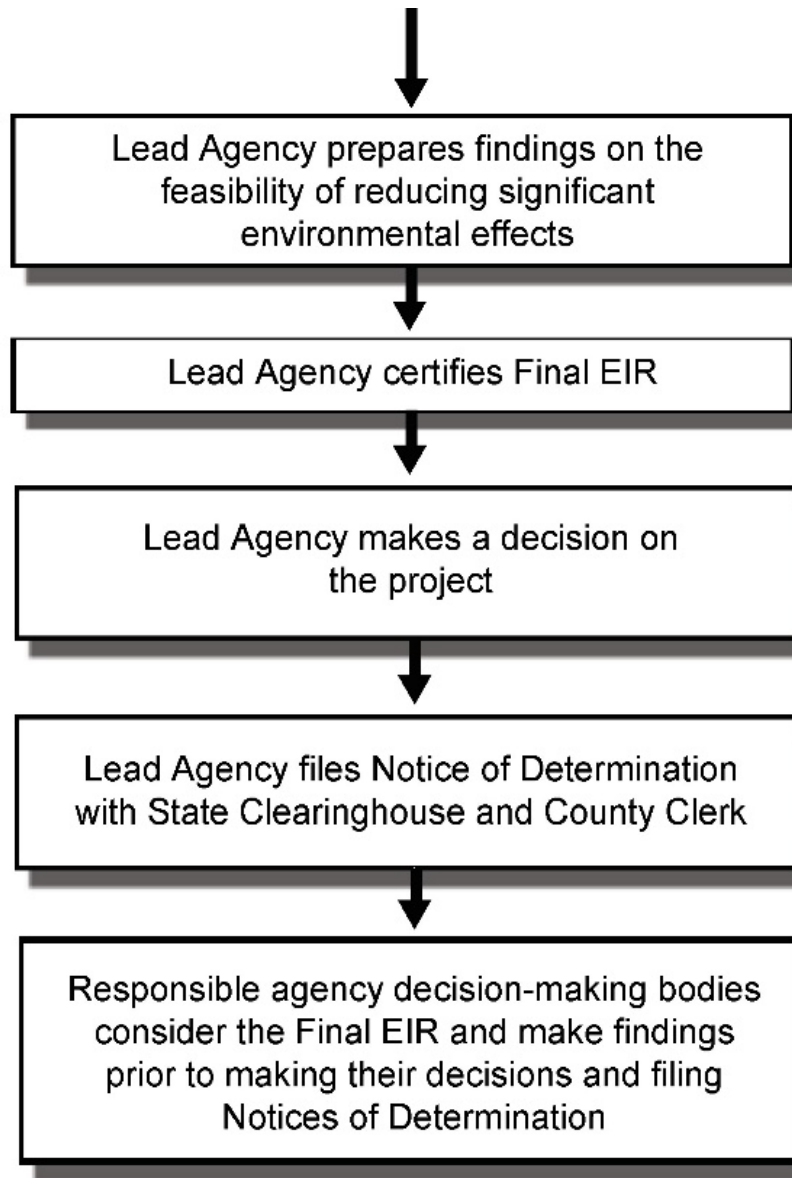 Lead Agency prepares findings on the
feasibility of reducing significant
environmental effects
Lead Agency certifies Final EIR
Lead Agency makes a decision on
the project
Lead Agency files Notice of Determination
with State Clearinghouse and County Clerk
Responsible agency decision-making bodies
consider the Final EIR and make findings
prior to making their decisions and filing
Notices of Determination